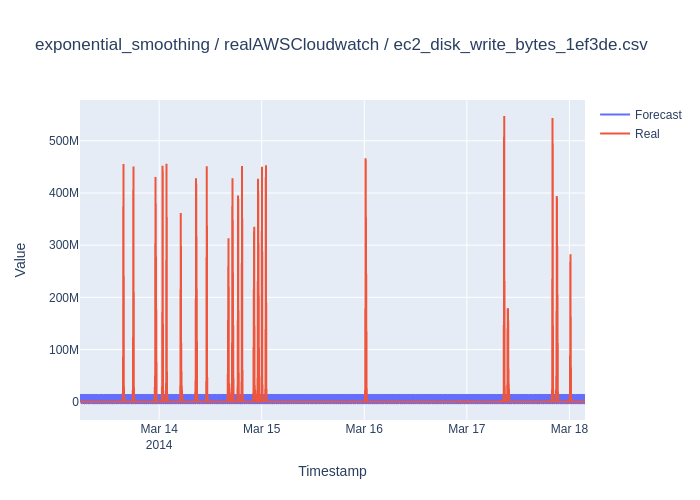 exponential_smoothing / realAWSCloudwatch / ec2_disk_write_bytes_1ef3de.csv
Forecast
Real
500M
400M
300M
200M
100M
0
Value
Mar 14
2014
Mar 15
Mar 16
Mar 17
Mar 18
Timestamp